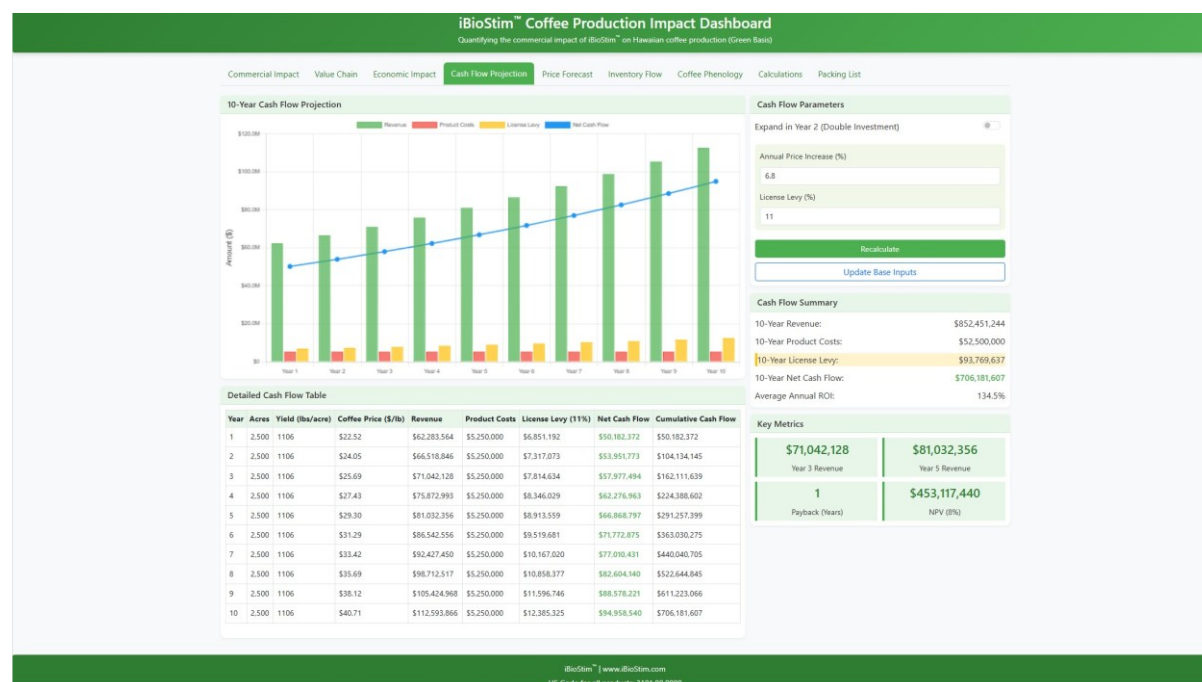 iBioStim™ Coffee Production Impact Dashboard
Quantifying the commercial impact of iBioStim™ on Hawaiian coffee production (Green Basis)
Commercial Impact Value Chain Economic Impact Cash Flow Projection Price Forecast Inventory Flow Coffee Phenology Calculations Packing List
10-Year Cash Flow Projection
Revenue Product Costs License Levy Net Cash Flow
$120.0M
$100.0M
$80.0M
$60.0M
$40.0M
$20.0M
$0
Amount ($)
Year 1 Year 2 Year 3 Year 4 Year 5 Year 6 Year 7 Year 8 Year 9 Year 10
Detailed Cash Flow Table
Year Acres Yield (lbs/acre) Coffee Price ($/lb) Revenue Product Costs License Levy (11%) Net Cash Flow Cumulative Cash Flow
1 2,500 1106 $22.52 $62,283,564 $5,250,000 $6,851,192 $50,182,372 $50,182,372
2 2,500 1106 $24.05 $66,518,846 $5,250,000 $7,317,073 $53,951,773 $104,134,145
3 2,500 1106 $25.69 $71,042,128 $5,250,000 $7,814,634 $57,977,494 $162,111,639
4 2,500 1106 $27.43 $75,872,993 $5,250,000 $8,346,029 $62,276,963 $224,388,602
5 2,500 1106 $29.30 $81,032,356 $5,250,000 $8,913,559 $66,868,797 $291,257,399
6 2,500 1106 $31.29 $86,542,556 $5,250,000 $9,519,681 $71,772,875 $363,030,275
7 2,500 1106 $33.42 $92,427,450 $5,250,000 $10,167,020 $77,010,431 $440,040,705
8 2,500 1106 $35.69 $98,712,517 $5,250,000 $10,858,377 $82,604,140 $522,644,845
9 2,500 1106 $38.12 $105,424,968 $5,250,000 $11,596,746 $88,578,221 $611,223,066
10 2,500 1106 $40.71 $112,593,866 $5,250,000 $12,385,325 $94,958,540 $706,181,607
Cash Flow Parameters
Expand in Year 2 (Double Investment)
Annual Price Increase (%)
6.8
License Levy (%)
11
Recalculate
Update Base Inputs
Cash Flow Summary
10-Year Revenue: $852,451,244
10-Year Product Costs: $52,500,000
10-Year License Levy: $93,769,637
10-Year Net Cash Flow: $706,181,607
Average Annual ROI: 134.5%
Key Metrics
$71,042,128
Year 3 Revenue
$81,032,356
Year 5 Revenue
1
Payback (Years)
$453,117,440
NPV (8%)
iBioStim™ | www.iBioStim.com